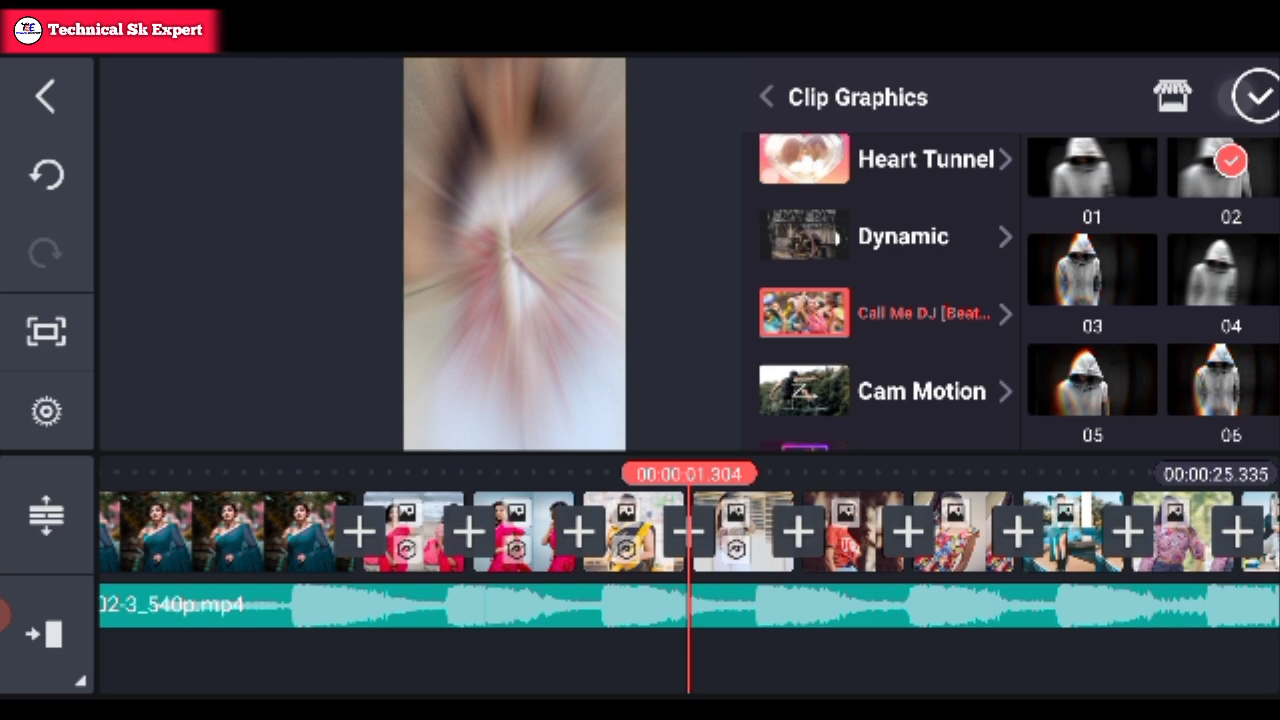 Technical Sk Expert
Clip Graphics
Heart Tunnel
Dynamic
Call Me DJ [Beat...
Cam Motion
01
02
03
04
05
06
00:00:01.304
00:00:25.335
02-3_540p.mp4